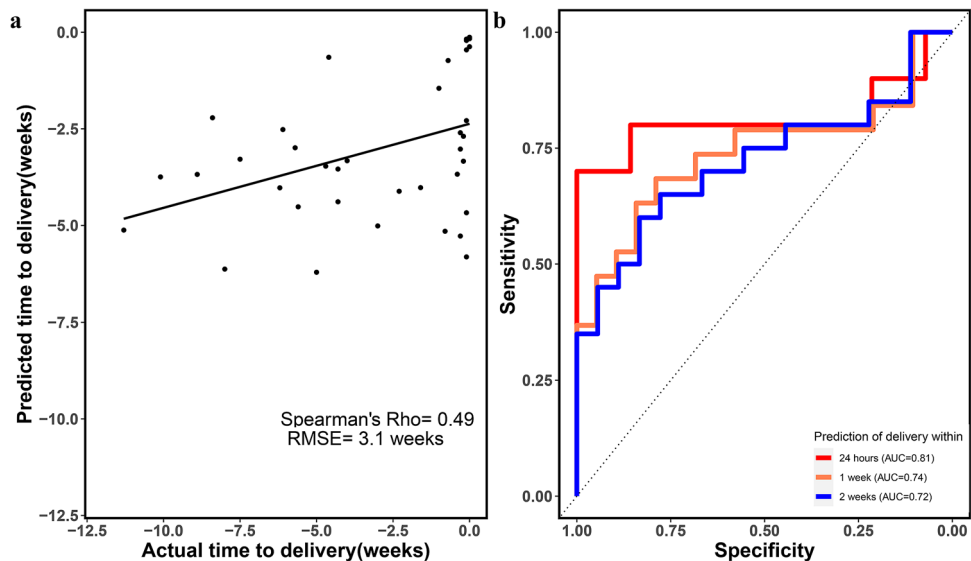 a
Predicted time to delivery(weeks)
0.0
−2.5
−5.0
−7.5
−10.0
−12.5
Spearman's Rho= 0.49
RMSE= 3.1 weeks
−12.5 −10.0 −7.5 −5.0 −2.5 0.0
Actual time to delivery(weeks)
b
Sensitivity
1.00
0.75
0.50
0.25
0.00
Prediction of delivery within
24 hours (AUC=0.81)
1 week (AUC=0.74)
2 weeks (AUC=0.72)
1.00 0.75 0.50 0.25 0.00
Specificity